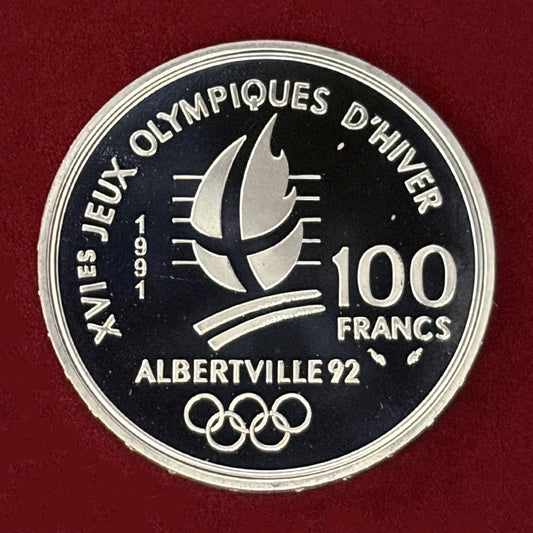 XVIES JEUX OLYMPIQUES D'HIVER
1991
100
FRANCS
ALBERTVILLE 92